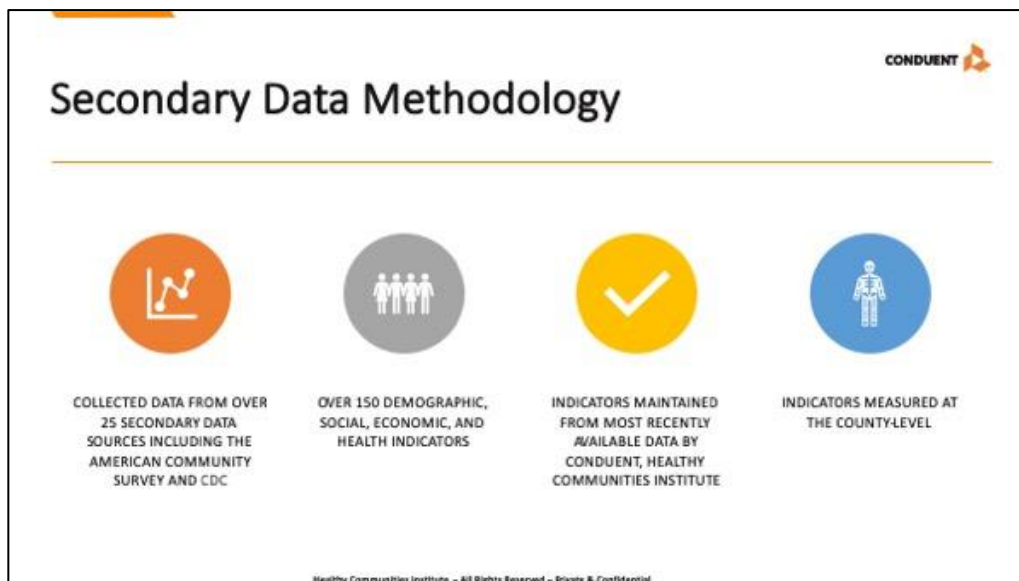 CONDUENT
Secondary Data Methodology
COLLECTED DATA FROM OVER
25 SECONDARY DATA
SOURCES INCLUDING THE
AMERICAN COMMUNITY
SURVEY AND CDC
OVER 150 DEMOGRAPHIC,
SOCIAL, ECONOMIC, AND
HEALTH INDICATORS
INDICATORS MAINTAINED
FROM MOST RECENTLY
AVAILABLE DATA BY
CONDUENT, HEALTHY
COMMUNITIES INSTITUTE
INDICATORS MEASURED AT
THE COUNTY-LEVEL
Healthy Communities Institute – All Rights Reserved – Private & Confidential